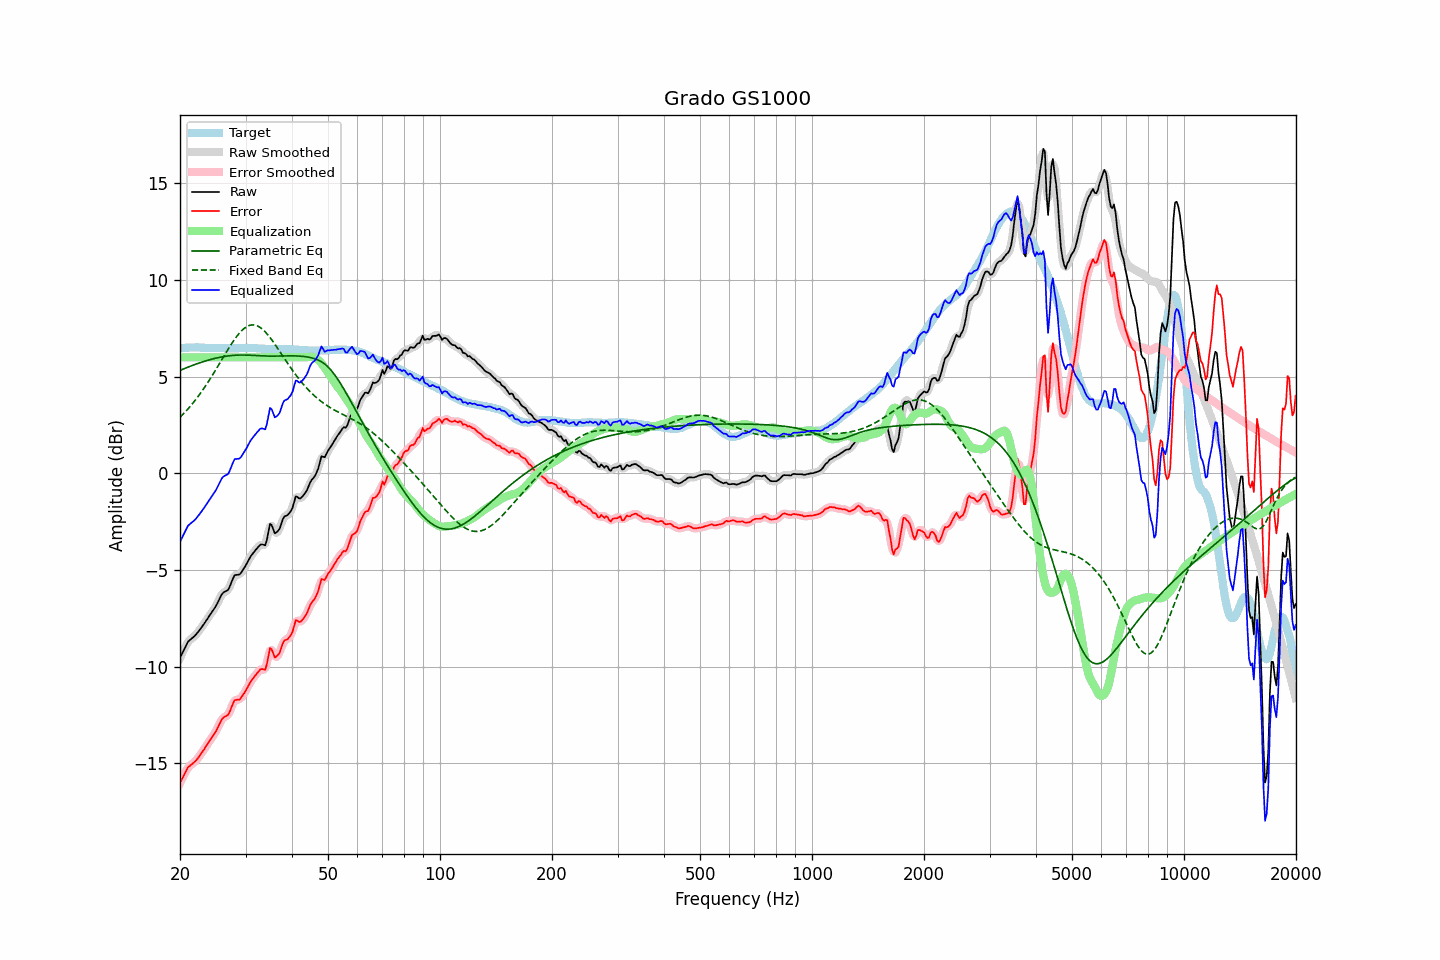 Grado GS1000
Target
Raw Smoothed
Error Smoothed
Raw
Error
Equalization
Parametric Eq
Fixed Band Eq
Equalized
Amplitude (dBr)
15
10
5
0
−5
−10
−15
20 50 100 200 500 1000 2000 5000 10000 20000
Frequency (Hz)